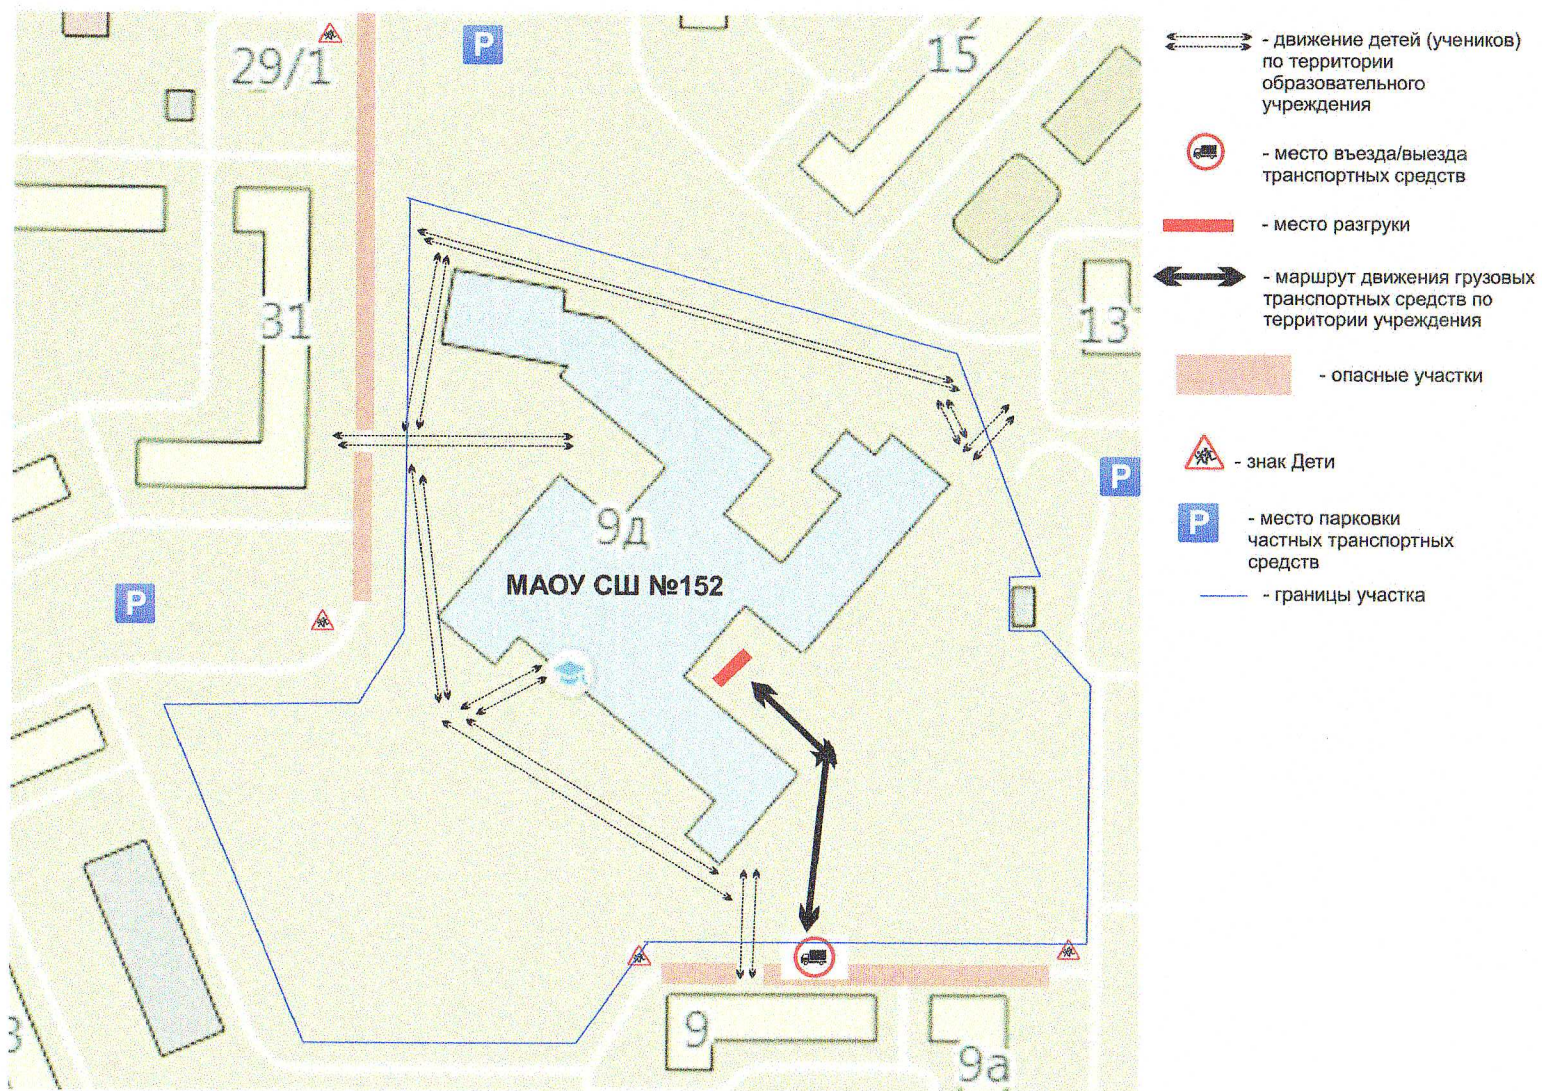 29/1
P
15
31
13
9д
МАОУ СШ №152
P
P
9
9а
3
- движение детей (учеников)
по территории
образовательного
учреждения
- место въезда/выезда
транспортных средств
- место разгруки
- маршрут движения грузовых
транспортных средств по
территории учреждения
- опасные участки
- знак Дети
P
- место парковки
частных транспортных
средств
- границы участка